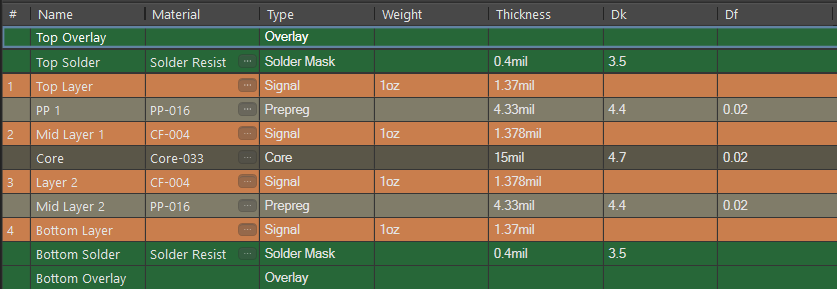 # Name Material Type Weight Thickness Dk Df
Top Overlay Overlay
Top Solder Solder Resist ... Solder Mask 0.4mil 3.5
1 Top Layer ... Signal 1oz 1.37mil
PP 1 PP-016 ... Prepreg 4.33mil 4.4 0.02
2 Mid Layer 1 CF-004 ... Signal 1oz 1.378mil
Core Core-033 ... Core 15mil 4.7 0.02
3 Layer 2 CF-004 ... Signal 1oz 1.378mil
Mid Layer 2 PP-016 ... Prepreg 4.33mil 4.4 0.02
4 Bottom Layer ... Signal 1oz 1.37mil
Bottom Solder Solder Resist ... Solder Mask 0.4mil 3.5
Bottom Overlay Overlay